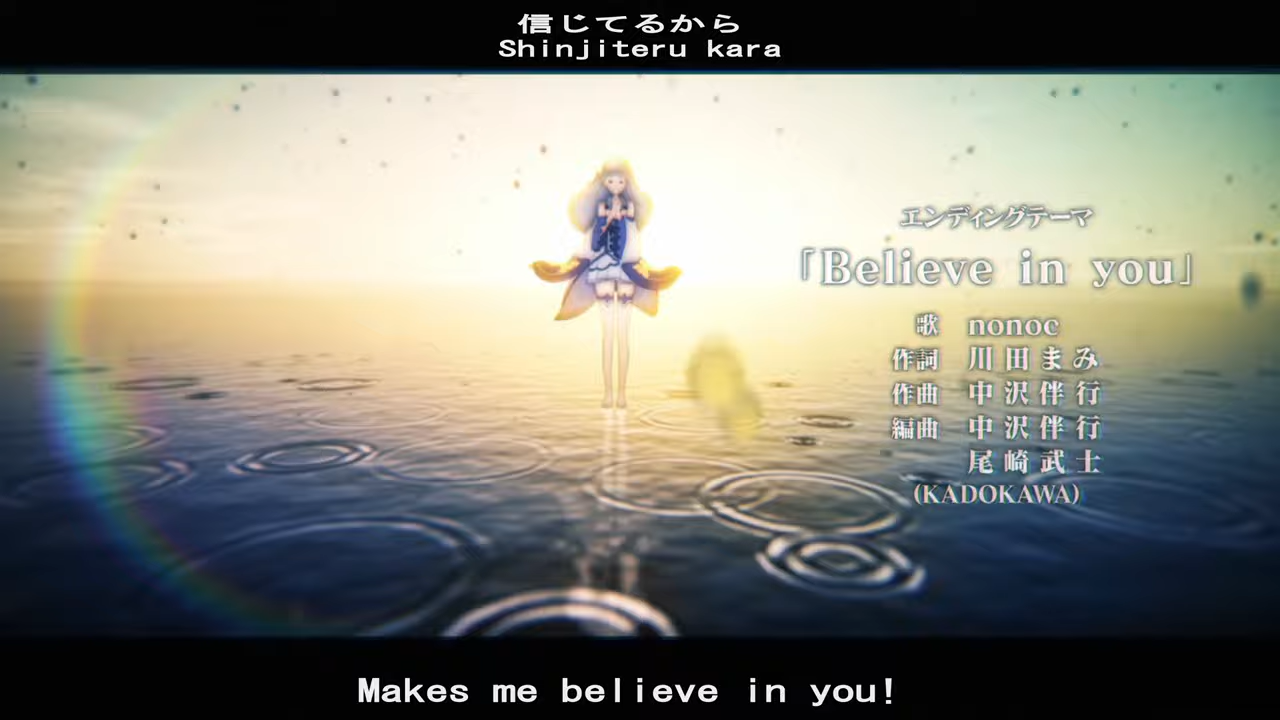 信じてるから
Shinjiteru kara
エンディングテーマ
「Believe in you」
歌 nonoc
作詞 川田まみ
作曲 中沢伴行
編曲 中沢伴行
尾崎武士
(KADOKAWA)
Makes me believe in you!